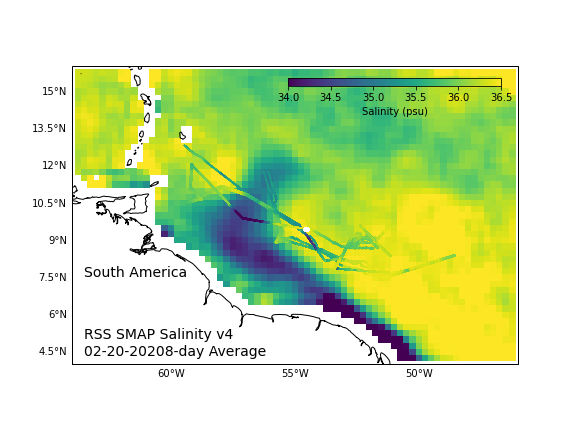 34.0 34.5 35.0 35.5 36.0 36.5
Salinity (psu)
15°N
13.5°N
12°N
10.5°N
9°N
7.5°N
6°N
4.5°N
South America
RSS SMAP Salinity v4
02-20-20208-day Average
60°W 55°W 50°W